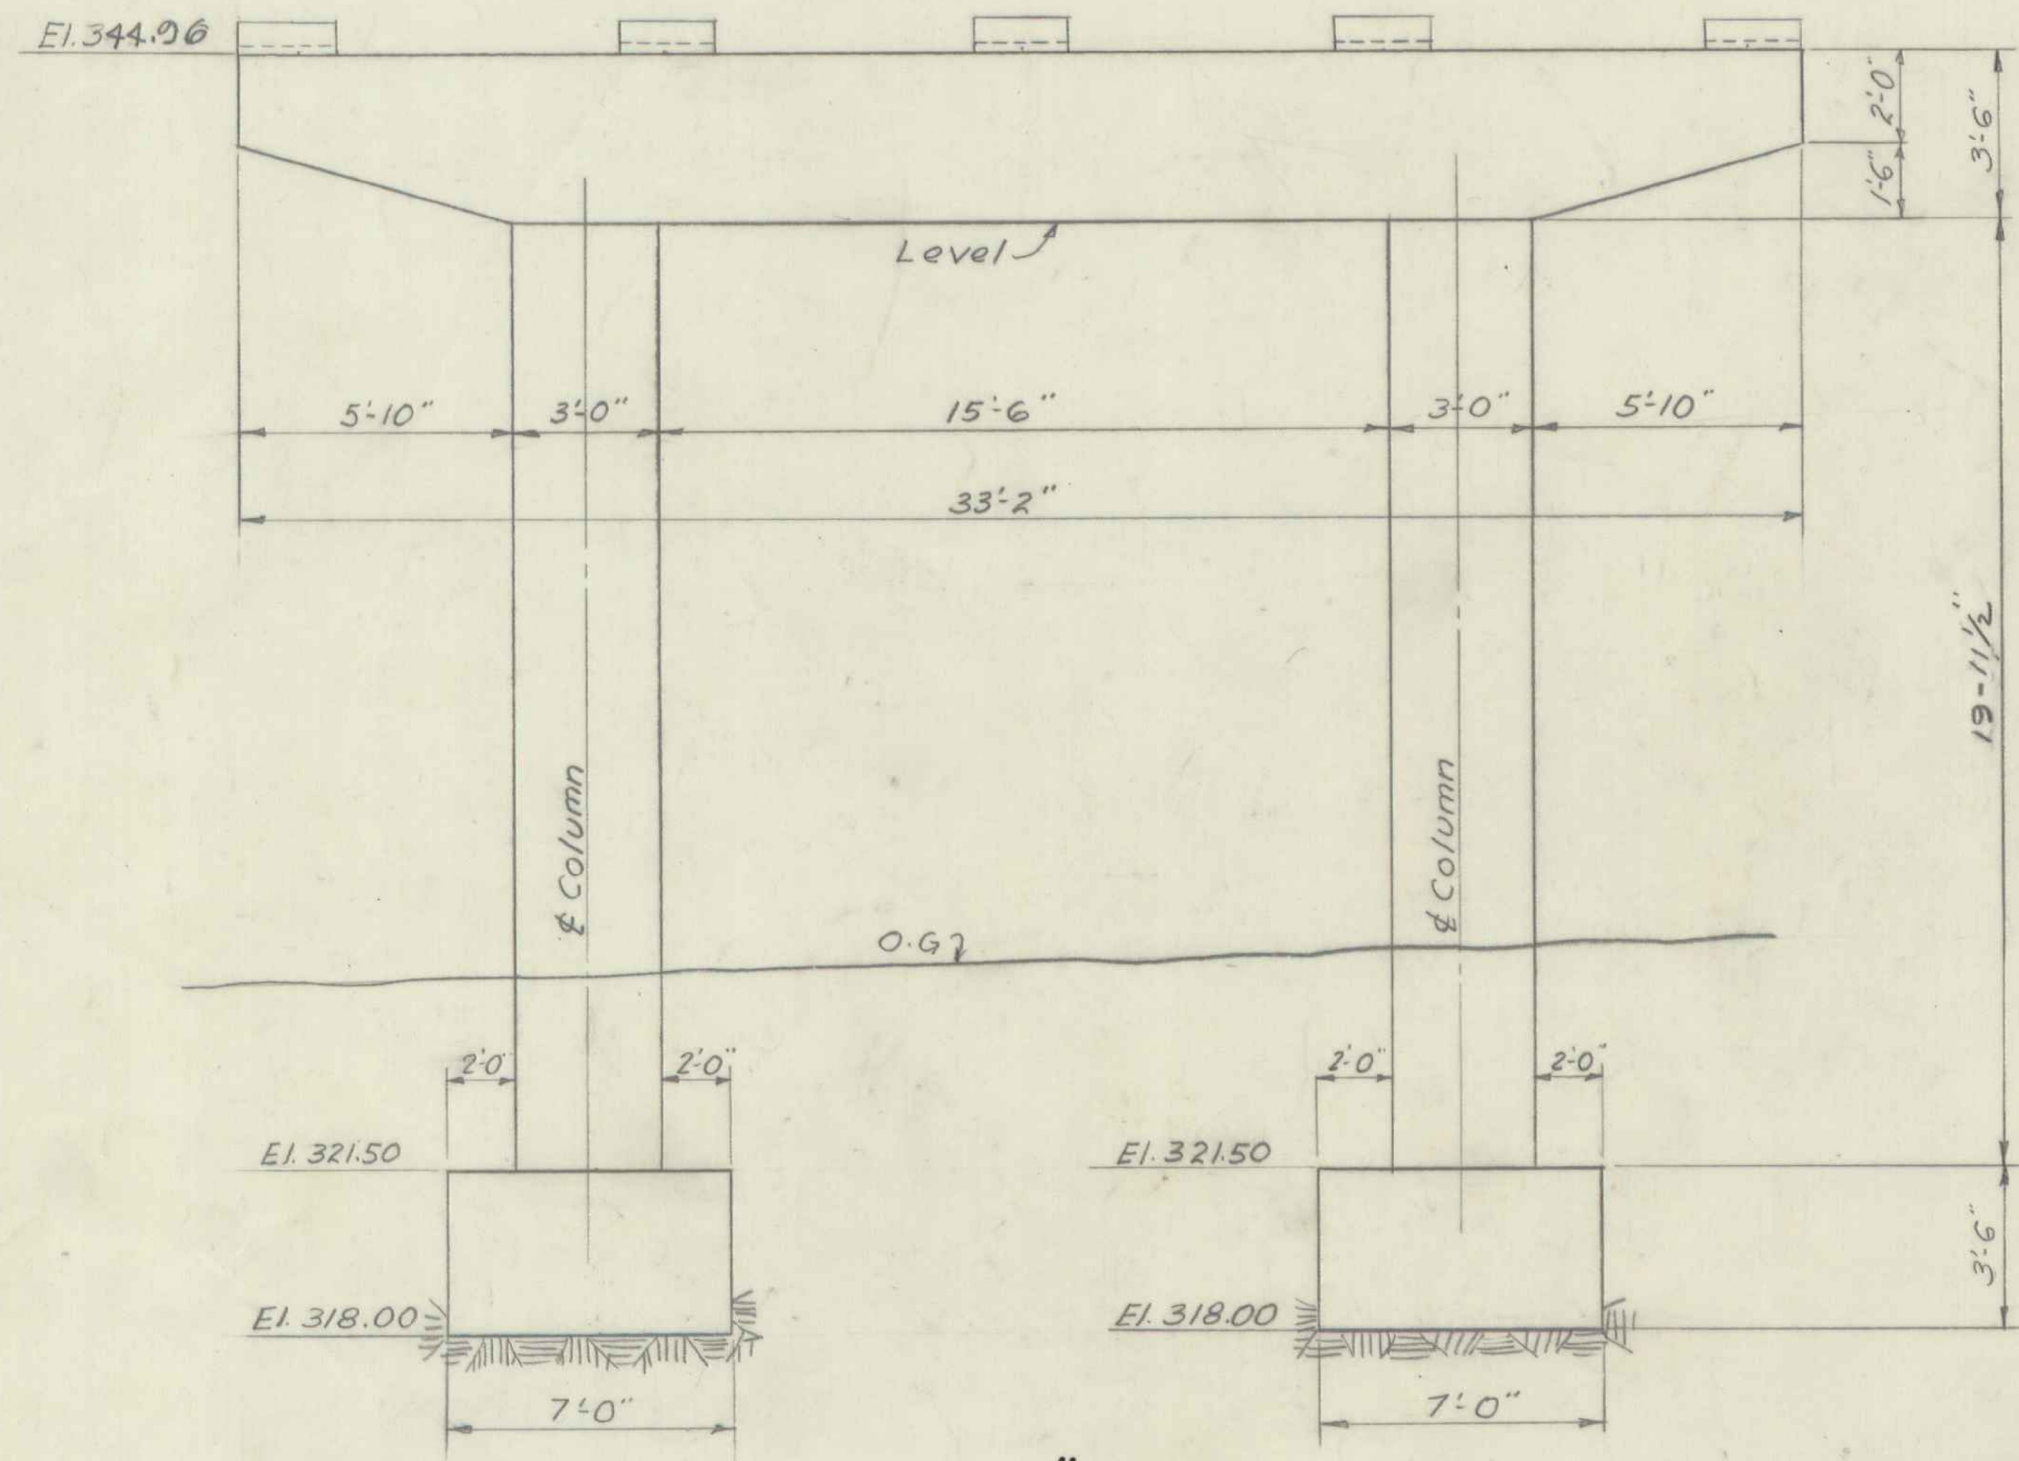 El. 344.96
2'-0"
3'-6"
1'-6"
Level
5'-10"
3'-0"
15'-6"
3'-0"
5'-10"
33'-2"
19-11 1/2"
℄ Column
℄ Column
O.G
2'-0
2'-0"
2'-0"
2'-0"
El. 321.50
El. 321.50
3'-6"
El. 318.00
El. 318.00
7'-0"
7'-0"